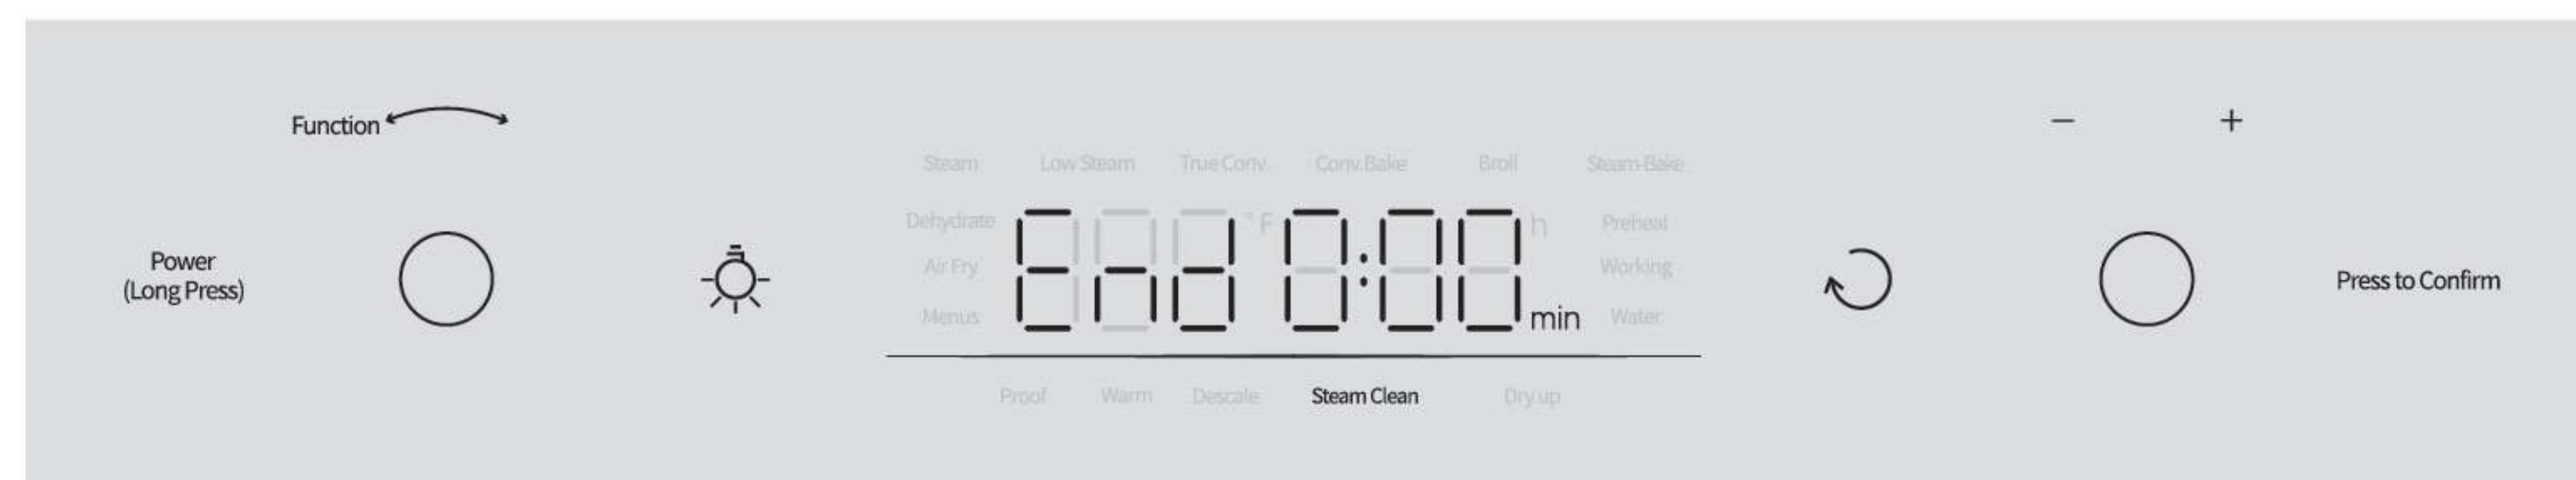 Function
− +
Steam Low Steam True Conv. Conv.Bake Broil Steam-Bake
Dehydrate °F h Preheat
Power
(Long Press)
Air Fry End 0:00 Working
Press to Confirm
Menus min Water
Proof Warm Descale Steam Clean Dry up